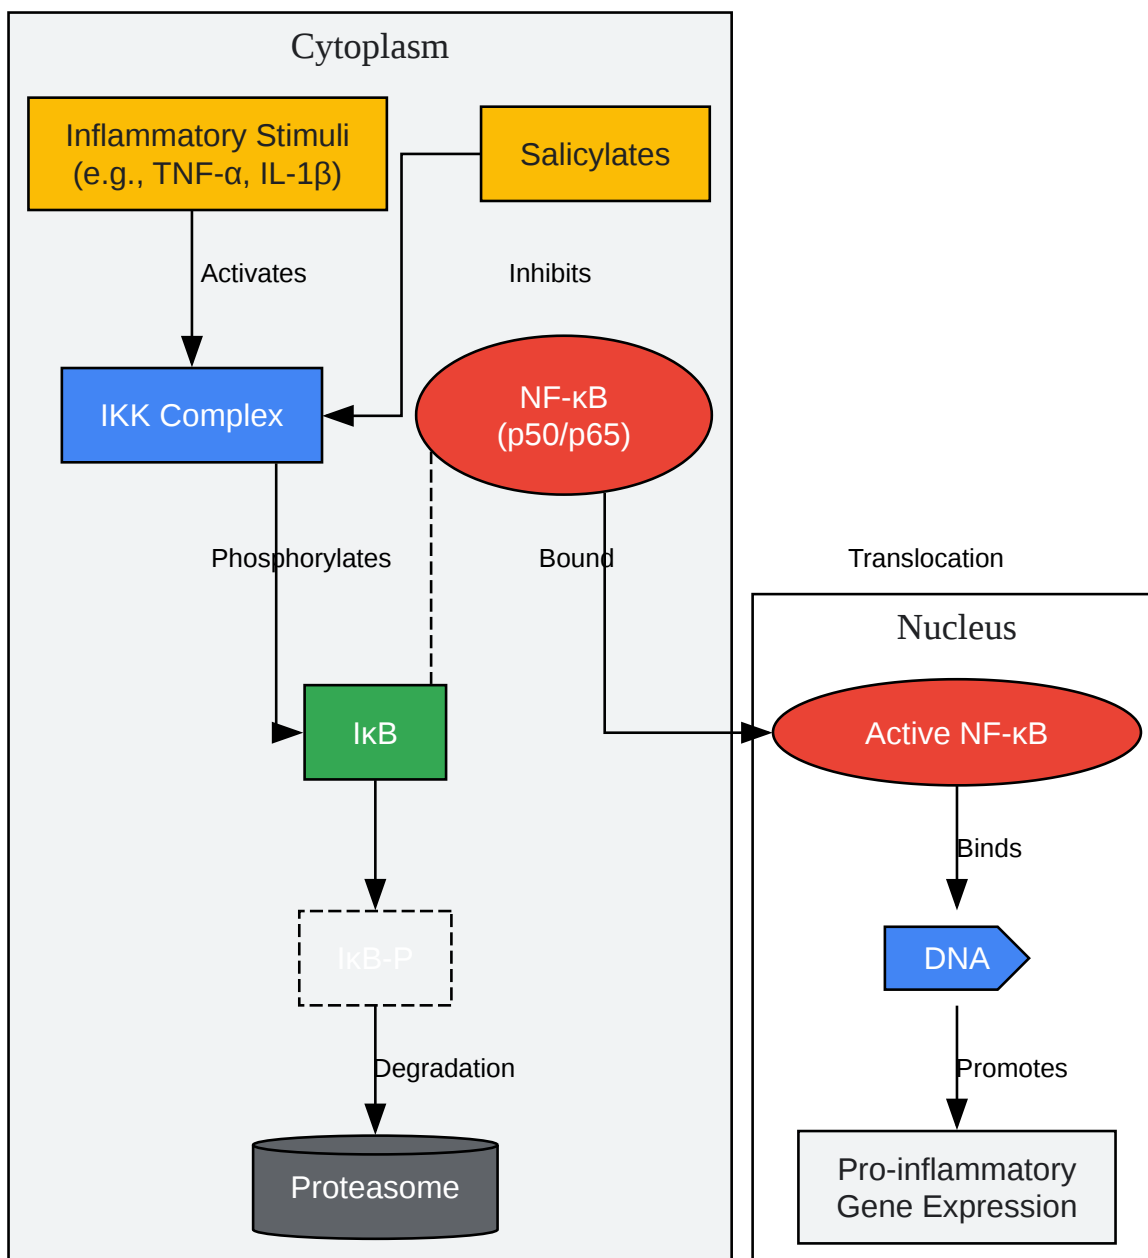 Cytoplasm
Inflammatory Stimuli
(e.g., TNF-α, IL-1β)
Salicylates
Activates
Inhibits
IKK Complex
NF-κB
(p50/p65)
Phosphorylates
Bound
Translocation
Nucleus
IκB
Active NF-κB
Binds
IκB-P
DNA
Degradation
Promotes
Proteasome
Pro-inflammatory
Gene Expression